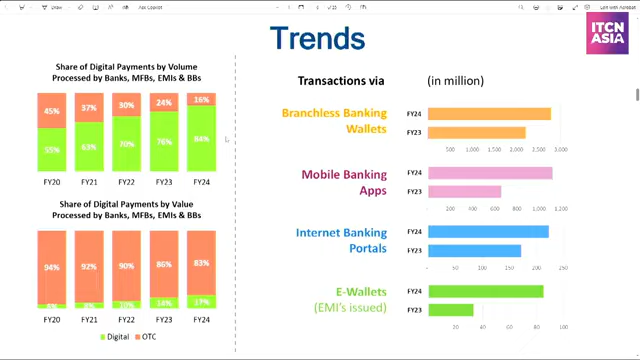 Trends
ITCN
ASIA
Share of Digital Payments by Volume
Processed by Banks, MFBs, EMIs & BBs
45% 37% 30% 24% 16%
55% 63% 70% 76% 84%
FY20 FY21 FY22 FY23 FY24
Share of Digital Payments by Value
Processed by Banks, MFBs, EMIs & BBs
94% 92% 90% 86% 83%
6% 8% 10% 14% 17%
FY20 FY21 FY22 FY23 FY24
Digital OTC
Transactions via (in million)
Branchless Banking
Wallets
FY24
FY23
500 1,000 1,500 2,000 2,500 3,000
Mobile Banking
Apps
FY24
FY23
200 400 600 800 1,000 1,200
Internet Banking
Portals
FY24
FY23
0 50 100 150 200 250
E-Wallets
(EMI's issued)
FY24
FY23
20 40 60 80 100